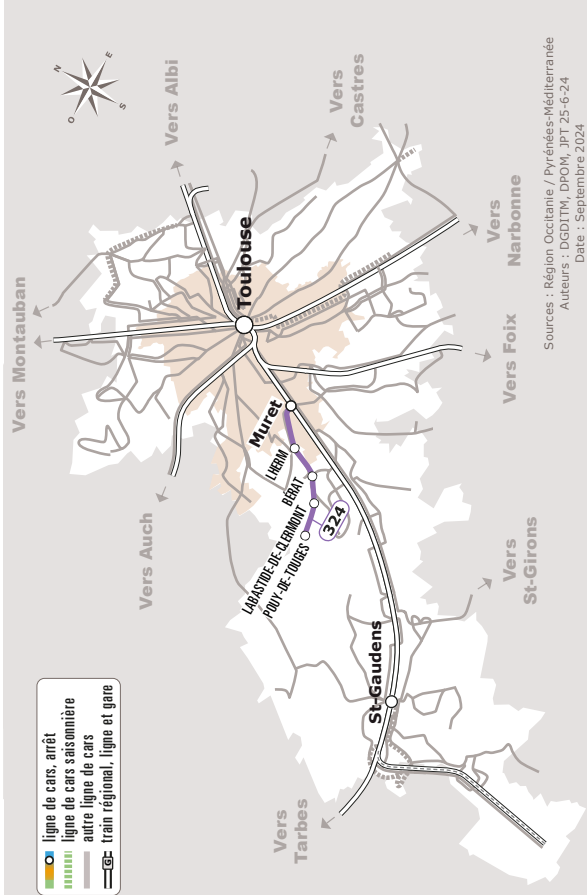 Vers Montauban
Vers Albi
Vers
Castres
N
E
S
O
Vers Auch
Toulouse
Vers
Narbonne
Vers Foix
Muret
LHERM
BÉRAT
LABASTIDE-DE-CLERMONT
POUY-DE-TOUGES
324
Vers
St-Girons
St-Gaudens
Vers
Tarbes
ligne de cars, arrêt
ligne de cars saisonnière
autre ligne de cars
G
train régional, ligne et gare
Sources : Région Occitanie / Pyrénées-Méditerranée
Auteurs : DGDITM, DPOM, JPT 25-6-24
Date : Septembre 2024